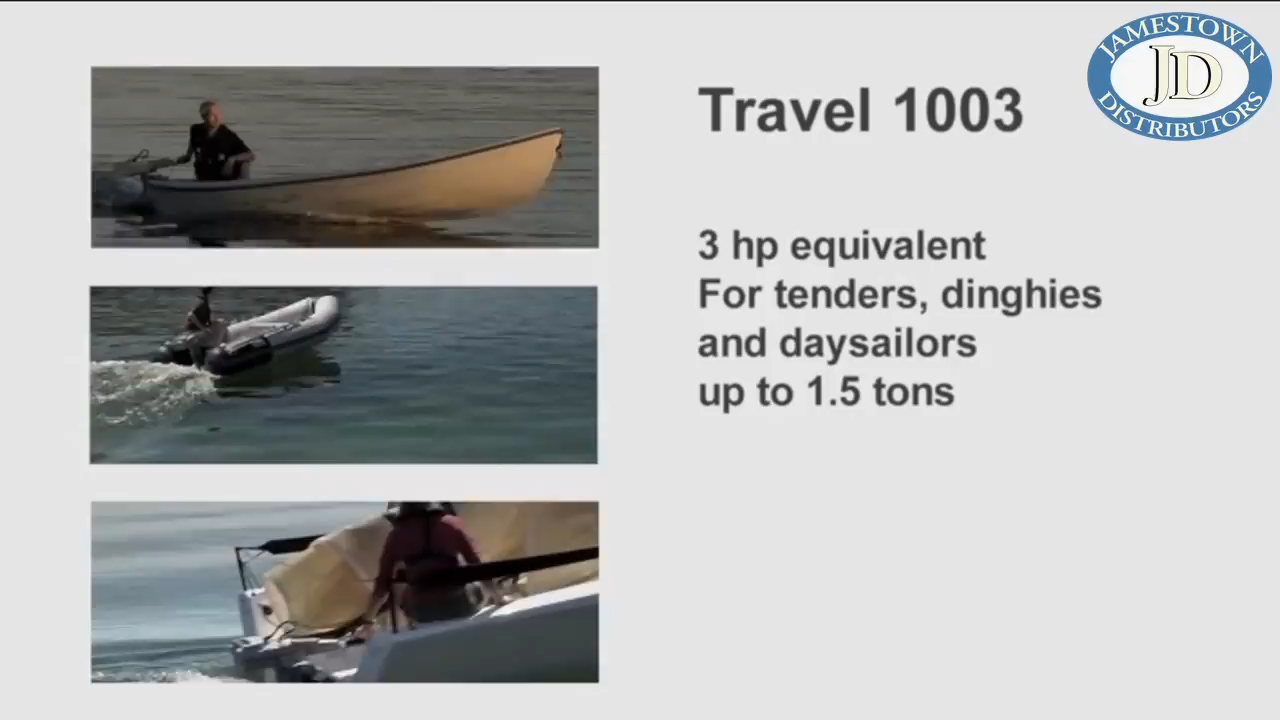 JAMESTOWN
JD
DISTRIBUTORS
Travel 1003
3 hp equivalent
For tenders, dinghies
and daysailors
up to 1.5 tons